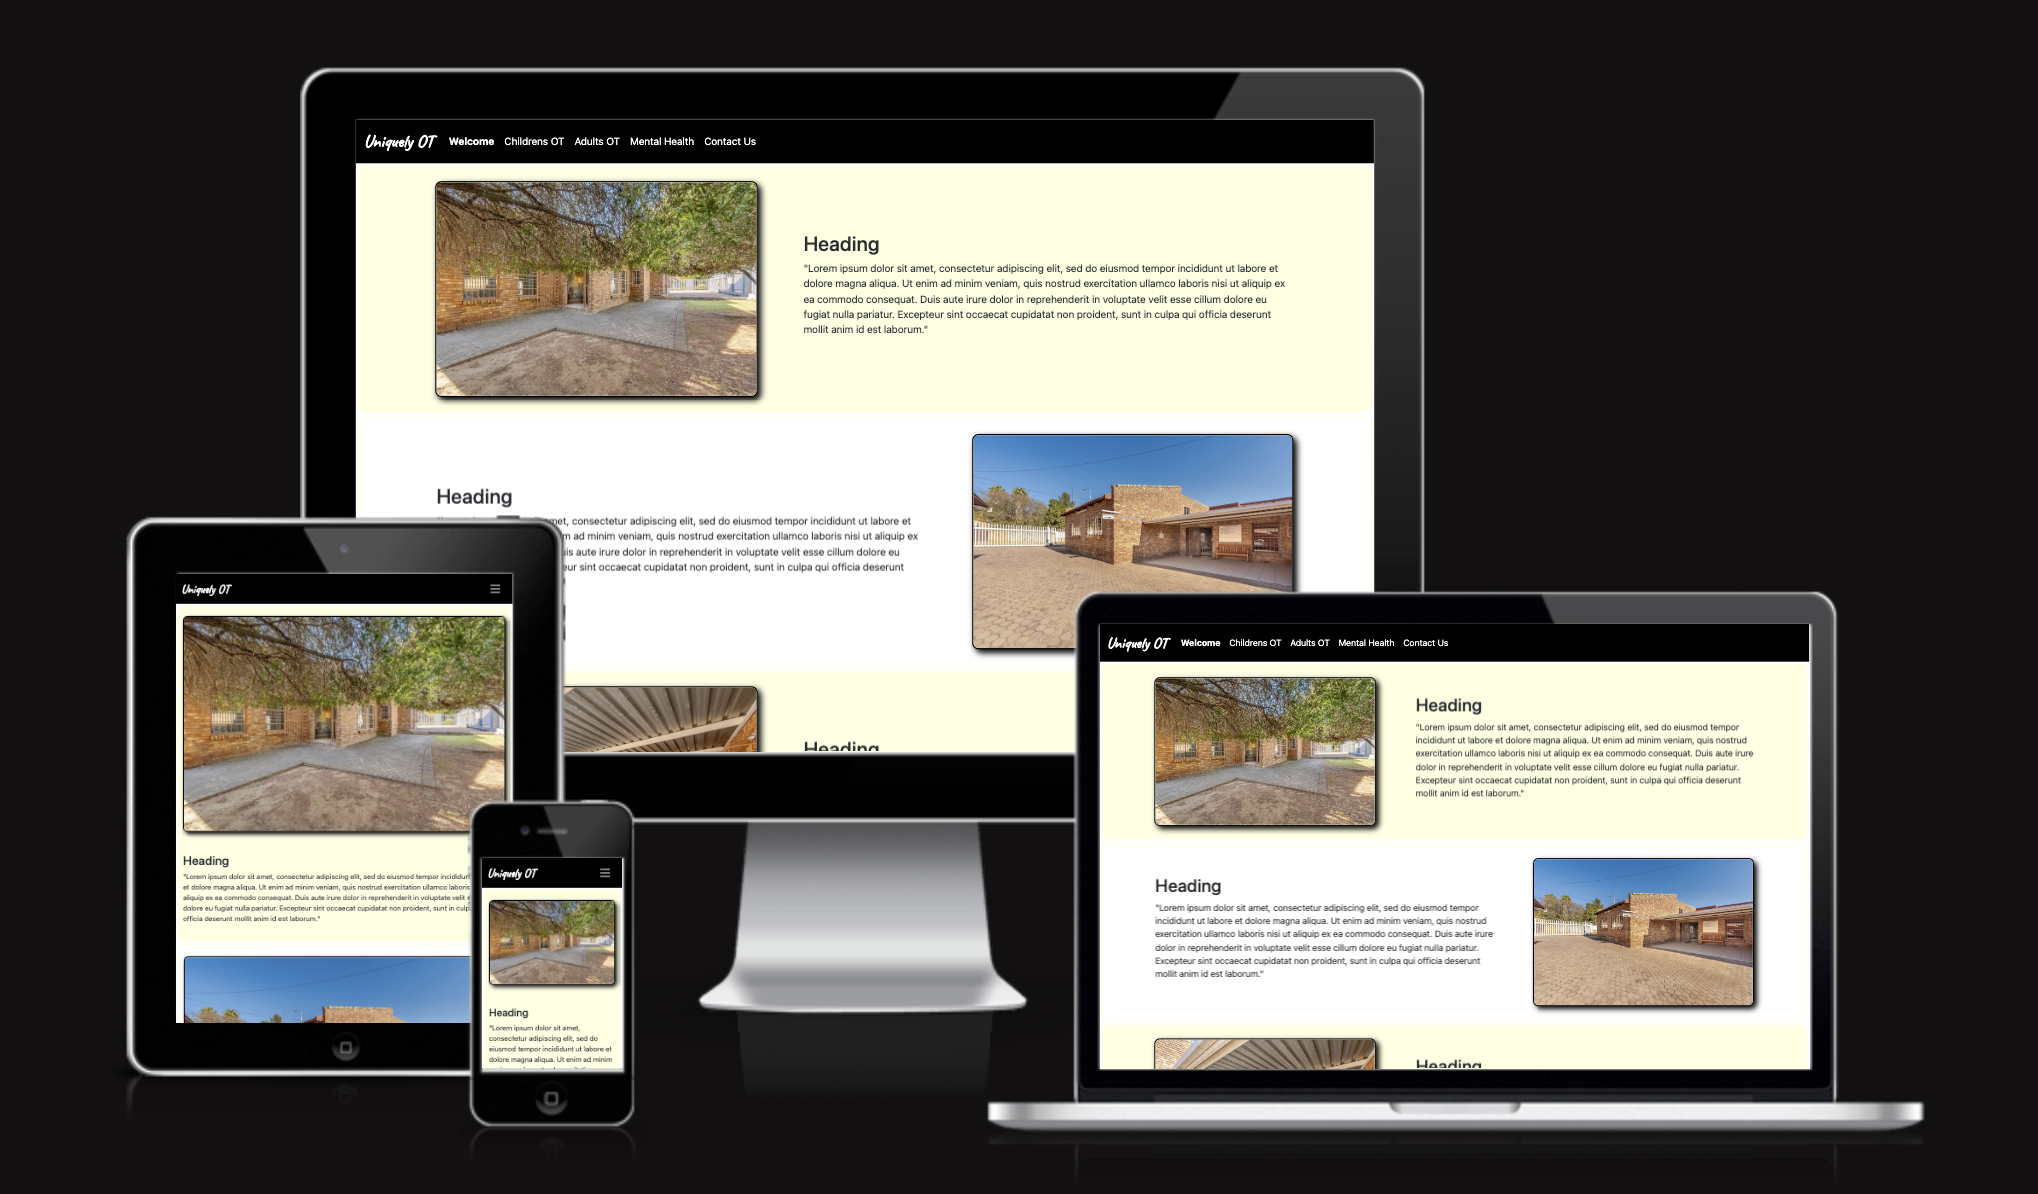 Uniquely OT Welcome Childrens OT Adults OT Mental Health Contact Us
Heading
"Lorem ipsum dolor sit amet, consectetur adipiscing elit, sed do eiusmod tempor incididunt ut labore et
dolore magna aliqua. Ut enim ad minim veniam, quis nostrud exercitation ullamco laboris nisi ut aliquip ex
ea commodo consequat. Duis aute irure dolor in reprehenderit in voluptate velit esse cillum dolore eu
fugiat nulla pariatur. Excepteur sint occaecat cupidatat non proident, sunt in culpa qui officia deserunt
mollit anim id est laborum."
Heading
amet, consectetur adipiscing elit, sed do eiusmod tempor incididunt ut labore et
ad minim veniam, quis nostrud exercitation ullamco laboris nisi ut aliquip ex
aute irure dolor in reprehenderit in voluptate velit esse cillum dolore eu
sint occaecat cupidatat non proident, sunt in culpa qui officia deserunt
Heading
Uniquely OT
Heading
"Lorem ipsum dolor sit amet, consectetur adipiscing elit, sed do eiusmod tempor
et dolore magna aliqua. Ut enim ad minim veniam, quis nostrud exercitation ullamco
aliquip ex ea commodo consequat. Duis aute irure dolor in reprehenderit in voluptate velit
dolore eu fugiat nulla pariatur. Excepteur sint occaecat cupidatat non proident, sunt in
officia deserunt mollit anim id est laborum."
Uniquely OT
Heading
"Lorem ipsum dolor sit amet,
consectetur adipiscing elit, sed do
eiusmod tempor incididunt ut labore et
dolore magna aliqua. Ut enim ad minim
Uniquely OT Welcome Childrens OT Adults OT Mental Health Contact Us
Heading
"Lorem ipsum dolor sit amet, consectetur adipiscing elit, sed do eiusmod tempor
incididunt ut labore et dolore magna aliqua. Ut enim ad minim veniam, quis nostrud
exercitation ullamco laboris nisi ut aliquip ex ea commodo consequat. Duis aute irure
dolor in reprehenderit in voluptate velit esse cillum dolore eu fugiat nulla pariatur.
Excepteur sint occaecat cupidatat non proident, sunt in culpa qui officia deserunt
mollit anim id est laborum."
Heading
"Lorem ipsum dolor sit amet, consectetur adipiscing elit, sed do eiusmod tempor
incididunt ut labore et dolore magna aliqua. Ut enim ad minim veniam, quis nostrud
exercitation ullamco laboris nisi ut aliquip ex ea commodo consequat. Duis aute irure
dolor in reprehenderit in voluptate velit esse cillum dolore eu fugiat nulla pariatur.
Excepteur sint occaecat cupidatat non proident, sunt in culpa qui officia deserunt
mollit anim id est laborum."
Heading